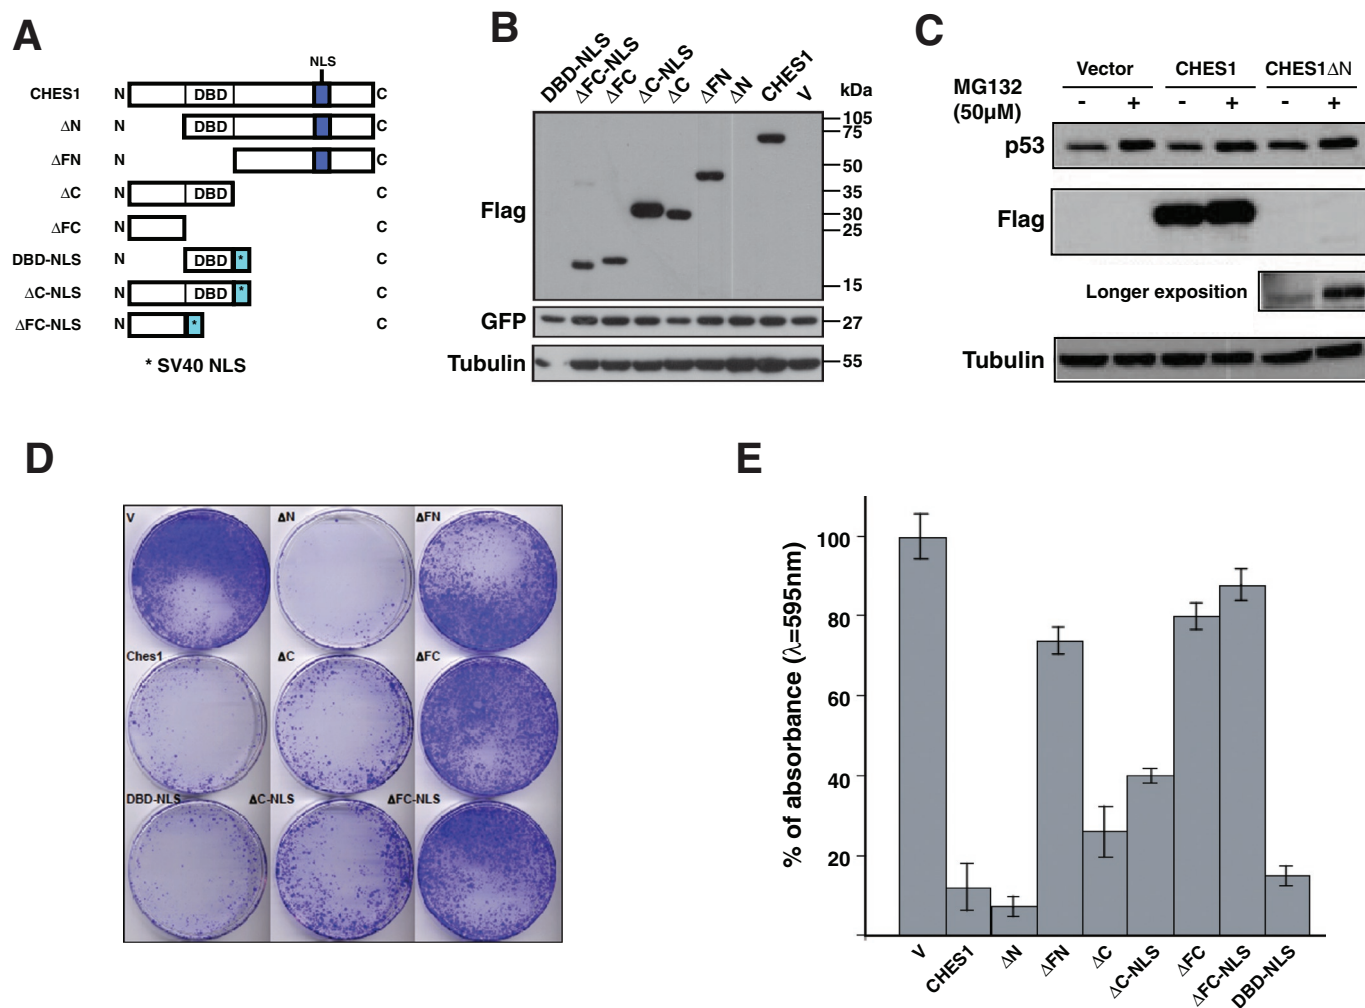 A
NLS
CHES1 N DBD C
ΔN N DBD C
ΔFN N C
ΔC N DBD C
ΔFC N C
DBD-NLS N DBD * C
ΔC-NLS N DBD * C
ΔFC-NLS N * C
* SV40 NLS
B
DBD-NLS ΔFC-NLS ΔFC ΔC-NLS ΔC ΔFN ΔN CHES1 V
kDa
105
75
50
35
Flag 30
25
15
GFP 27
Tubulin 55
C
Vector CHES1 CHES1ΔN
MG132 - + - + - +
(50μM)
p53
Flag
Longer exposition
Tubulin
D
V ΔN ΔFN
Ches1 ΔC ΔFC
DBD-NLS ΔC-NLS ΔFC-NLS
E
% of absorbance (λ=595nm)
100
80
60
40
20
V CHES1 ΔN ΔFN ΔC ΔC-NLS ΔFC ΔFC-NLS DBD-NLS